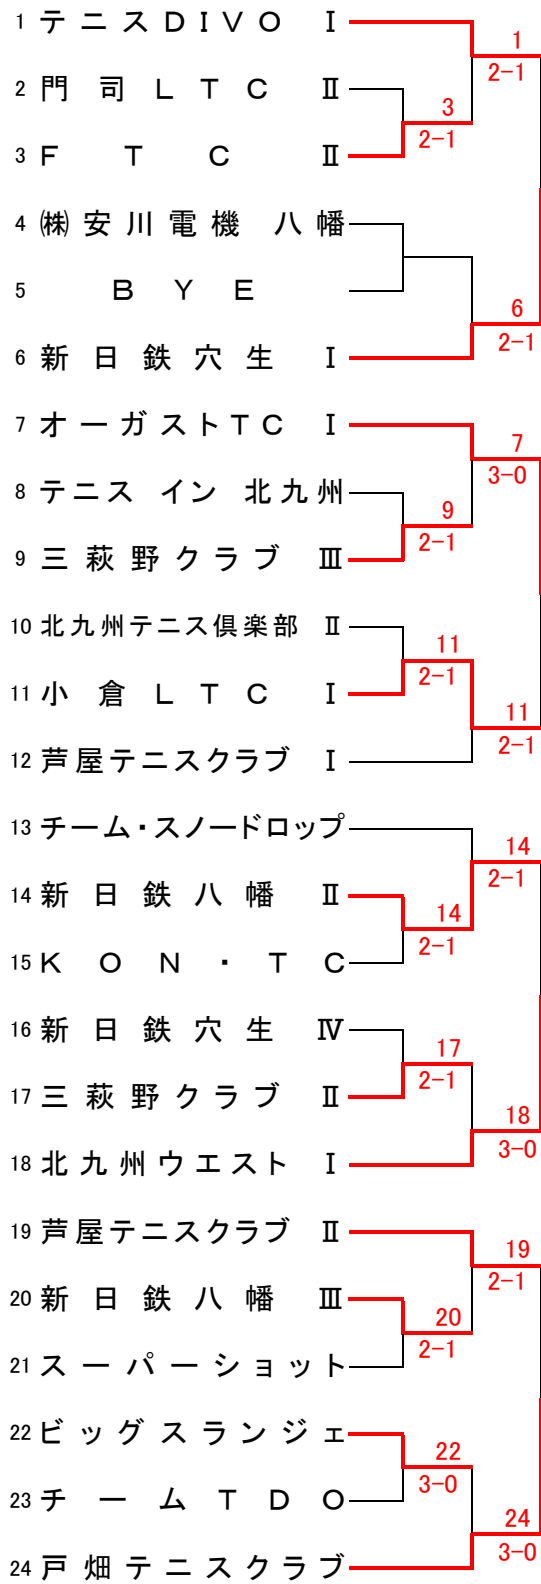 1 テニスDIVO Ⅰ
1
2-1
2 門司LTC Ⅱ
3
2-1
3 FTC Ⅱ
4 ㈱安川電機 八幡
5 BYE
6
2-1
6 新日鉄穴生 Ⅰ
7 オーガストTC Ⅰ
7
3-0
8 テニス イン 北九州
9
2-1
9 三萩野クラブ Ⅲ
10 北九州テニス倶楽部 Ⅱ
11
2-1
11 小倉LTC Ⅰ
11
2-1
12 芦屋テニスクラブ Ⅰ
13 チーム・スノードロップ
14
2-1
14 新日鉄八幡 Ⅱ
14
2-1
15 KON・TC
16 新日鉄穴生 Ⅳ
17
2-1
17 三萩野クラブ Ⅱ
18
3-0
18 北九州ウエスト Ⅰ
19 芦屋テニスクラブ Ⅱ
19
2-1
20 新日鉄八幡 Ⅲ
20
2-1
21 スーパーショット
22 ビッグスランジェ
22
3-0
23 チームTDO
24
3-0
24 戸畑テニスクラブ